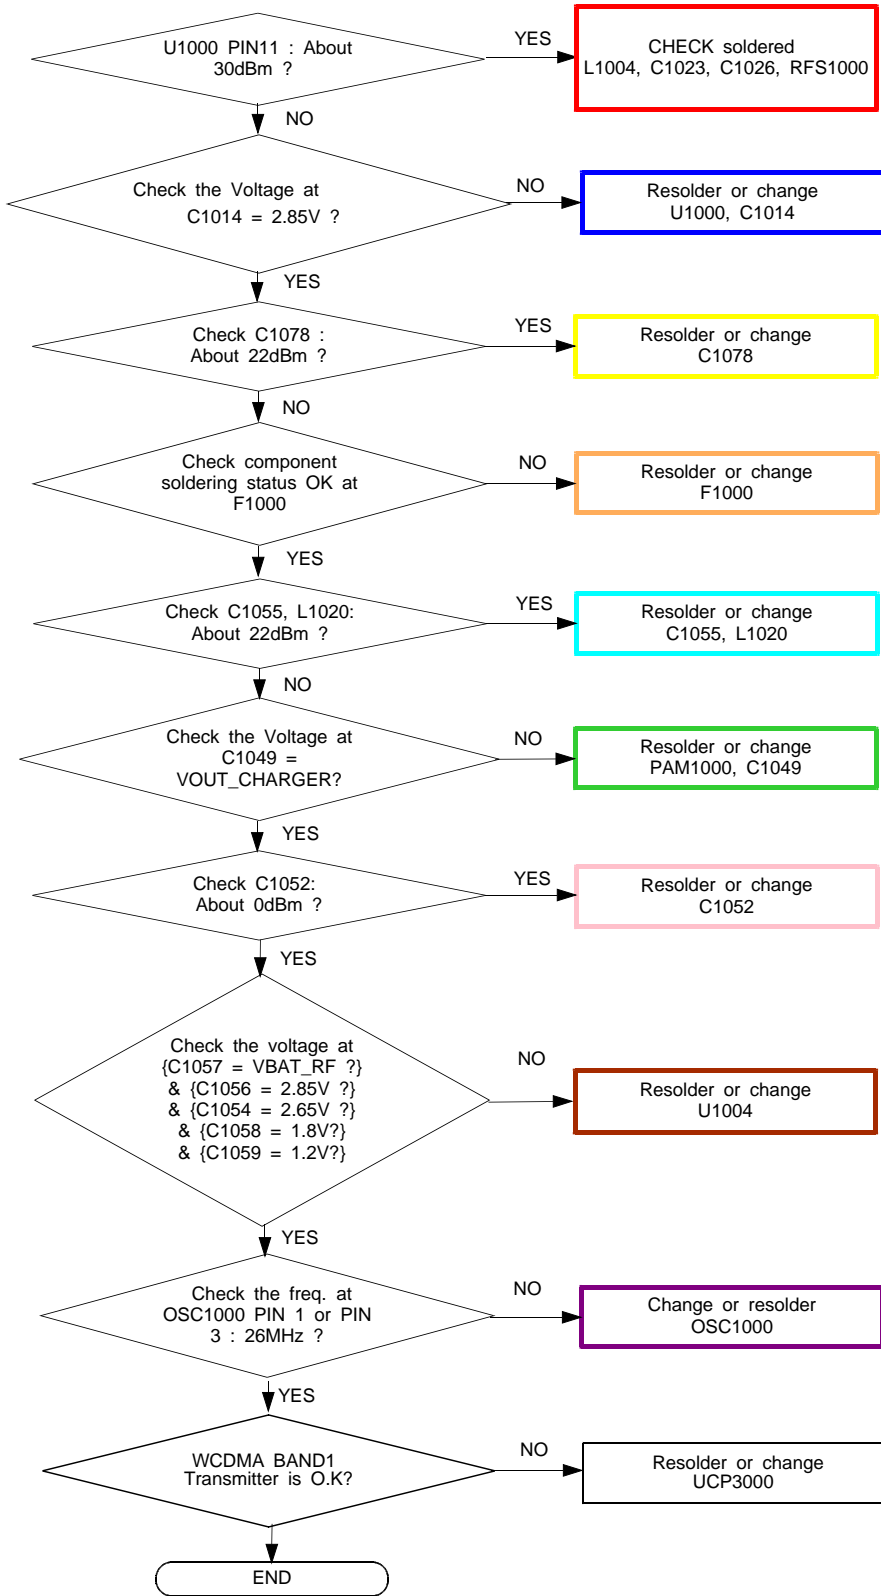 U1000 PIN11 : About
30dBm ?
YES
CHECK soldered
L1004, C1023, C1026, RFS1000
NO
Check the Voltage at
C1014 = 2.85V ?
NO
Resolder or change
U1000, C1014
YES
Check C1078 :
About 22dBm ?
YES
Resolder or change
C1078
NO
Check component
soldering status OK at
F1000
NO
Resolder or change
F1000
YES
Check C1055, L1020:
About 22dBm ?
YES
Resolder or change
C1055, L1020
NO
Check the Voltage at
C1049 =
VOUT_CHARGER?
NO
Resolder or change
PAM1000, C1049
YES
Check C1052:
About 0dBm ?
YES
Resolder or change
C1052
YES
Check the voltage at
{C1057 = VBAT_RF ?}
& {C1056 = 2.85V ?}
& {C1054 = 2.65V ?}
& {C1058 = 1.8V?}
& {C1059 = 1.2V?}
NO
Resolder or change
U1004
YES
Check the freq. at
OSC1000 PIN 1 or PIN
3 : 26MHz ?
NO
Change or resolder
OSC1000
YES
WCDMA BAND1
Transmitter is O.K?
NO
Resolder or change
UCP3000
END